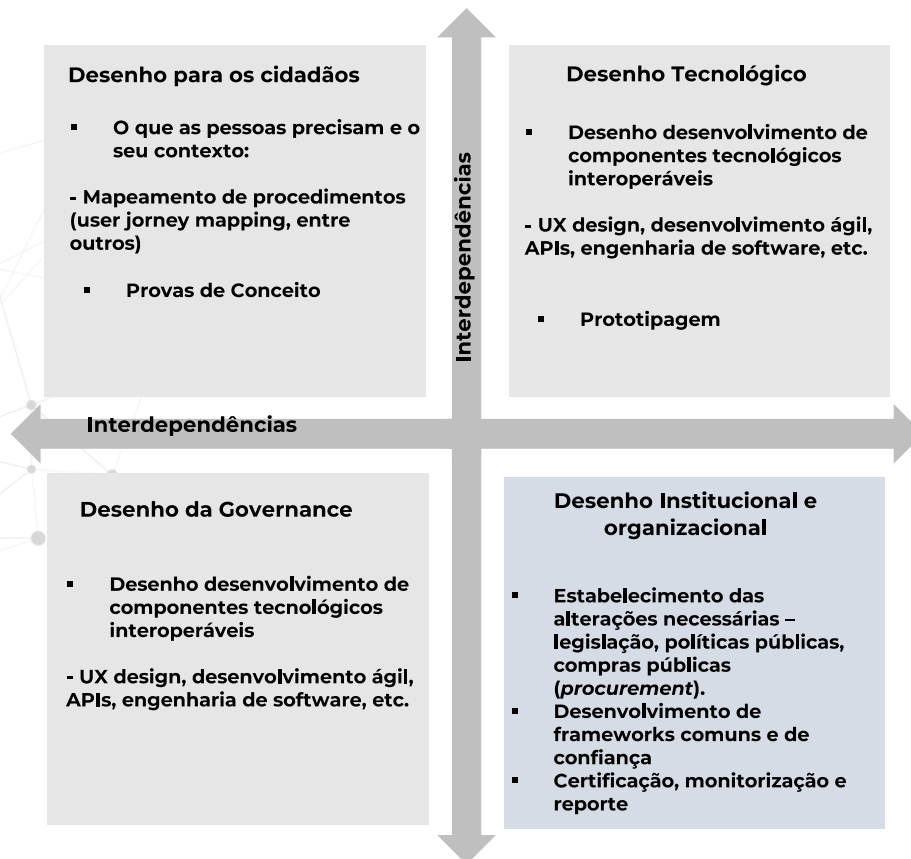 Desenho para os cidadãos
▪ O que as pessoas precisam e o
seu contexto:
- Mapeamento de procedimentos
(user jorney mapping, entre
outros)
▪ Provas de Conceito
Interdependências
Desenho Tecnológico
▪ Desenho desenvolvimento de
componentes tecnológicos
interoperáveis
- UX design, desenvolvimento ágil,
APIs, engenharia de software, etc.
▪ Prototipagem
Interdependências
Desenho da Governance
▪ Desenho desenvolvimento de
componentes tecnológicos
interoperáveis
- UX design, desenvolvimento ágil,
APIs, engenharia de software, etc.
Desenho Institucional e
organizacional
▪ Estabelecimento das
alterações necessárias –
legislação, políticas públicas,
compras públicas
(procurement).
▪ Desenvolvimento de
frameworks comuns e de
confiança
▪ Certificação, monitorização e
reporte